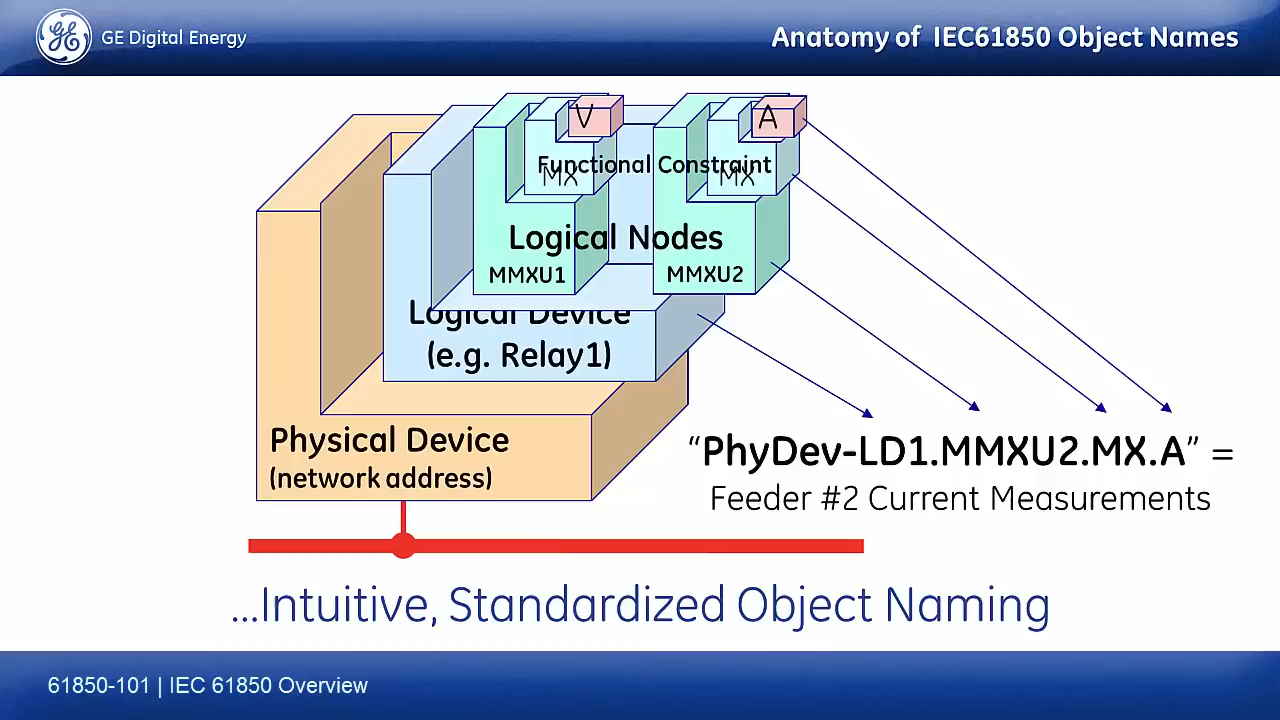 GE Digital Energy
Anatomy of IEC61850 Object Names
V
A
Functional Constraint
MX
MX
Logical Nodes
MMXU1
MMXU2
Logical Device
(e.g. Relay1)
Physical Device
(network address)
“PhyDev-LD1.MMXU2.MX.A” =
Feeder #2 Current Measurements
...Intuitive, Standardized Object Naming
61850-101 | IEC 61850 Overview